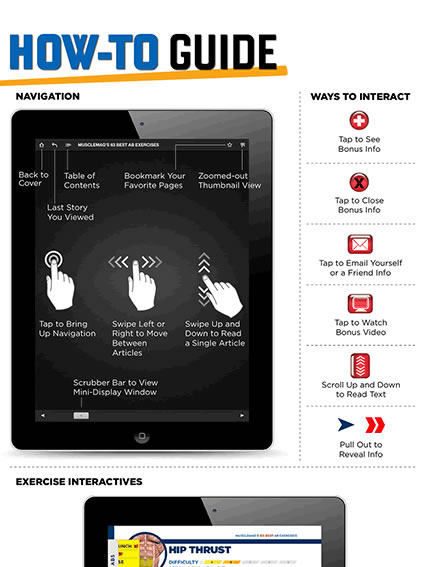 HOW-TO GUIDE
NAVIGATION
MUSCLEMAG'S 63 BEST AB EXERCISES
Back to
Cover
Table of
Contents
Bookmark Your
Favorite Pages
Zoomed-out
Thumbnail View
Last Story
You Viewed
Tap to Bring
Up Navigation
Swipe Left or
Right to Move
Between
Articles
Swipe Up and
Down to Read
a Single Article
Scrubber Bar to View
Mini-Display Window
WAYS TO INTERACT
Tap to See
Bonus Info
X
Tap to Close
Bonus Info
Tap to Email Yourself
or a Friend Info
Tap to Watch
Bonus Video
Scroll Up and Down
to Read Text
Pull Out to
Reveal Info
EXERCISE INTERACTIVES
MUSCLEMAG'S 63 BEST AB EXERCISES
HIP THRUST
DIFFICULTY
ABS